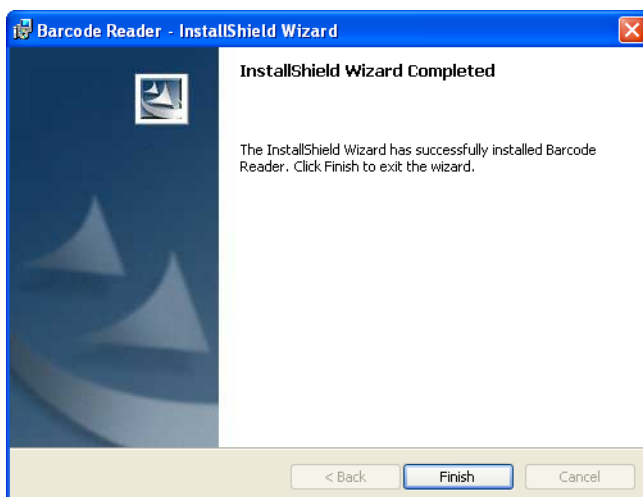 Barcode Reader - InstallShield Wizard
InstallShield Wizard Completed
The InstallShield Wizard has successfully installed Barcode
Reader. Click Finish to exit the wizard.
< Back
Finish
Cancel